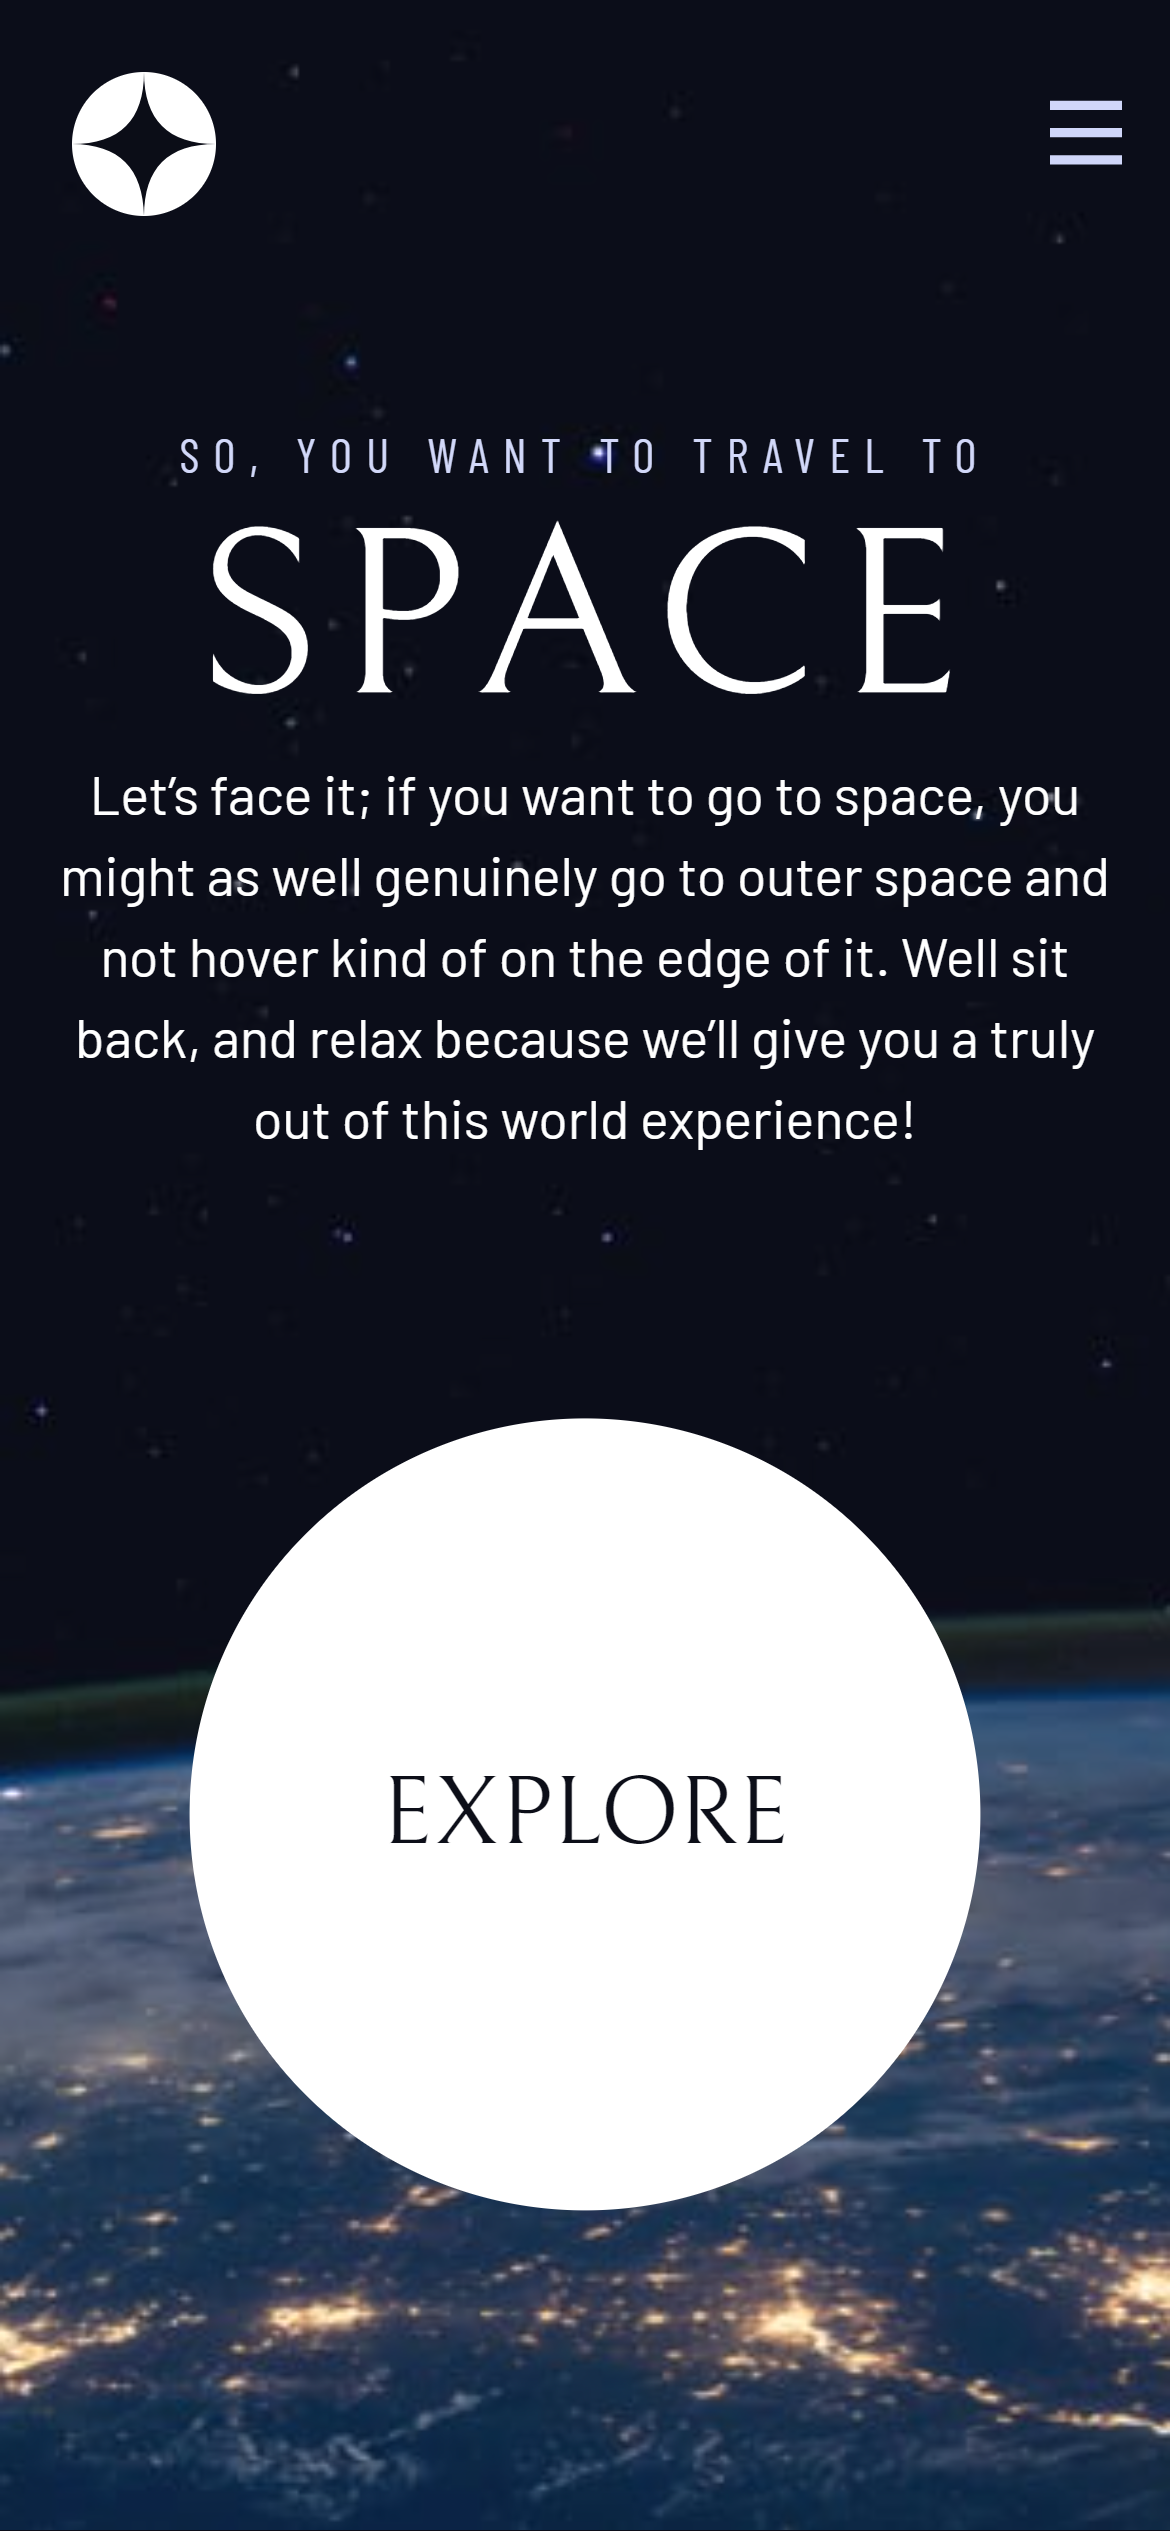 SO, YOU WANT TO TRAVEL TO
SPACE
Let’s face it; if you want to go to space, you
might as well genuinely go to outer space and
not hover kind of on the edge of it. Well sit
back, and relax because we’ll give you a truly
out of this world experience!
EXPLORE